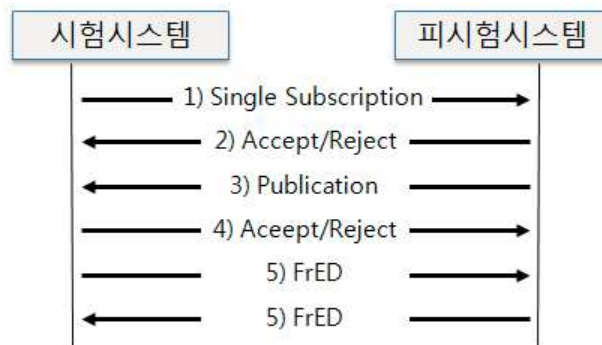 시험시스템 피시험시스템
1) Single Subscription
2) Accept/Reject
3) Publication
4) Aceept/Reject
5) FrED
5) FrED